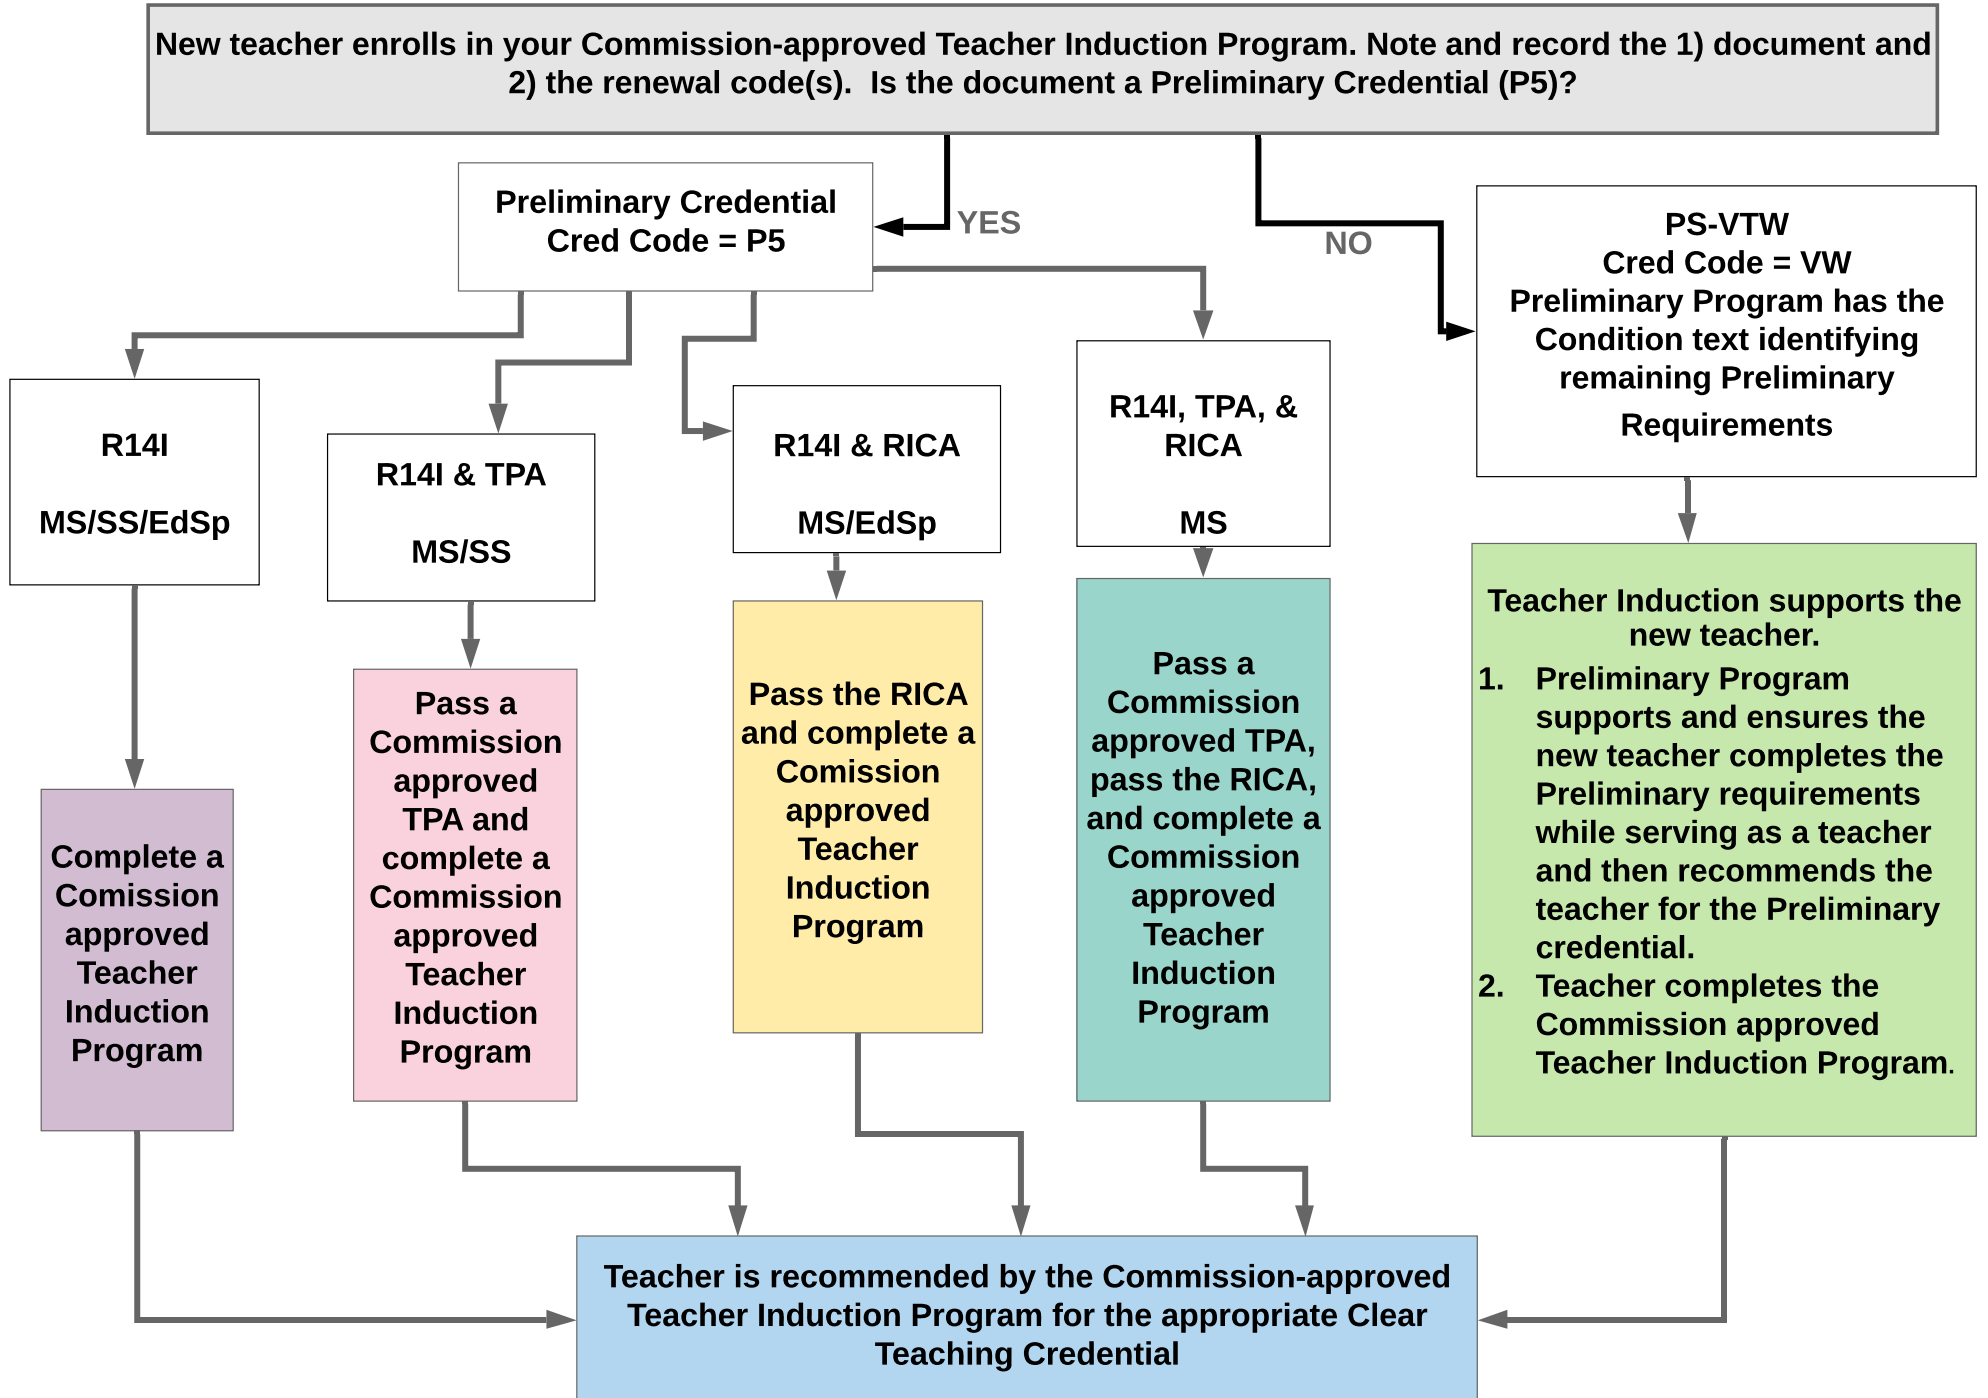 New teacher enrolls in your Commission-approved Teacher Induction Program. Note and record the 1) document and
2) the renewal code(s).  Is the document a Preliminary Credential (P5)?
Preliminary Credential
Cred Code = P5
YES
NO
PS-VTW
Cred Code = VW
Preliminary Program has the
Condition text identifying
remaining Preliminary
Requirements
R14I
MS/SS/EdSp
R14I & TPA
MS/SS
R14I & RICA
MS/EdSp
R14I, TPA, &
RICA
MS
Complete a
Comission
approved
Teacher
Induction
Program
Pass a
Commission
approved
TPA and
complete a
Commission
approved
Teacher
Induction
Program
Pass the RICA
and complete a
Comission
approved
Teacher
Induction
Program
Pass a
Commission
approved TPA,
pass the RICA,
and complete a
Commission
approved
Teacher
Induction
Program
Teacher Induction supports the
new teacher.
1. Preliminary Program
supports and ensures the
new teacher completes the
Preliminary requirements
while serving as a teacher
and then recommends the
teacher for the Preliminary
credential.
2. Teacher completes the
Commission approved
Teacher Induction Program.
Teacher is recommended by the Commission-approved
Teacher Induction Program for the appropriate Clear
Teaching Credential